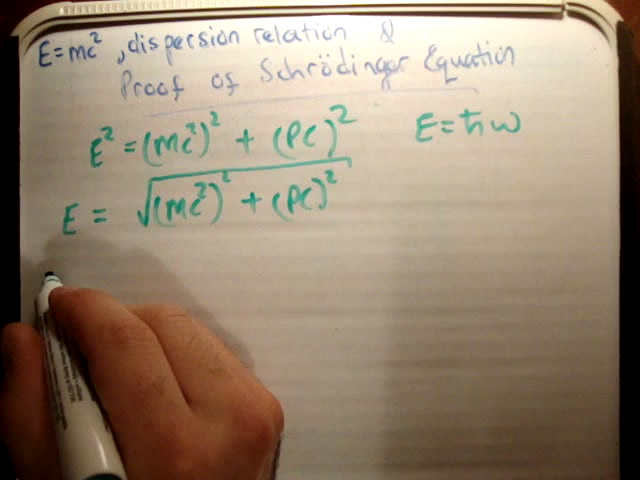 E=mc², dispersion relation &
Proof of Schrödinger Equation
E² = (mc²)² + (PC)² E=ħω
E = √(mc²)² + (PC)²